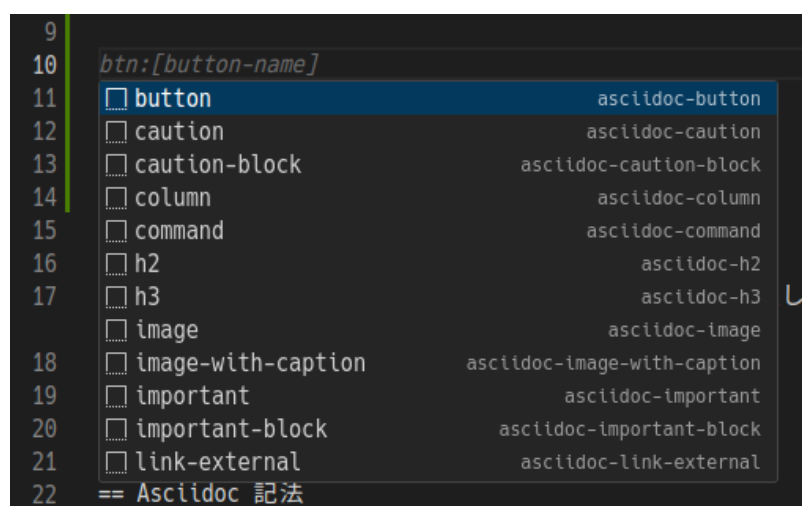 9
10 btn:[button-name]
11 button asciidoc-button
12 caution asciidoc-caution
13 caution-block asciidoc-caution-block
14 column asciidoc-column
15 command asciidoc-command
16 h2 asciidoc-h2
17 h3 asciidoc-h3 し
image asciidoc-image
18 image-with-caption asciidoc-image-with-caption
19 important asciidoc-important
20 important-block asciidoc-important-block
21 link-external asciidoc-link-external
22 == Asciidoc 記法